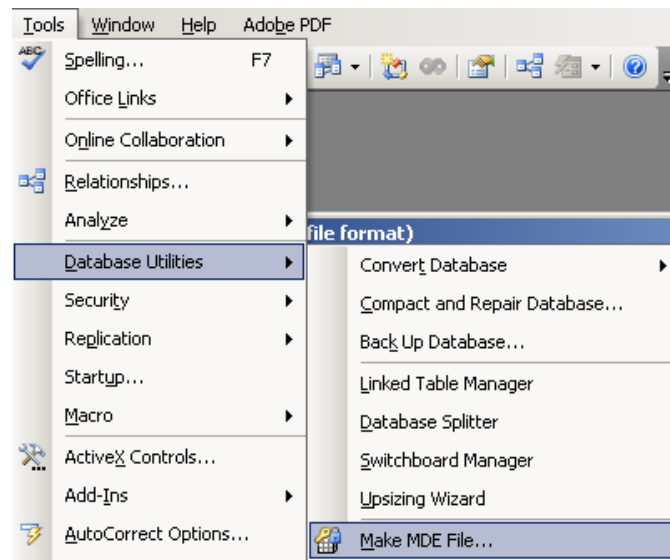 Tools Window Help Adobe PDF
ABC
Spelling... F7
Office Links
Online Collaboration
Relationships...
Analyze
file format)
Database Utilities
Convert Database
Security
Compact and Repair Database...
Replication
Back Up Database...
Startup...
Linked Table Manager
Macro
Database Splitter
ActiveX Controls...
Switchboard Manager
Add-Ins
Upsizing Wizard
AutoCorrect Options...
Make MDE File...